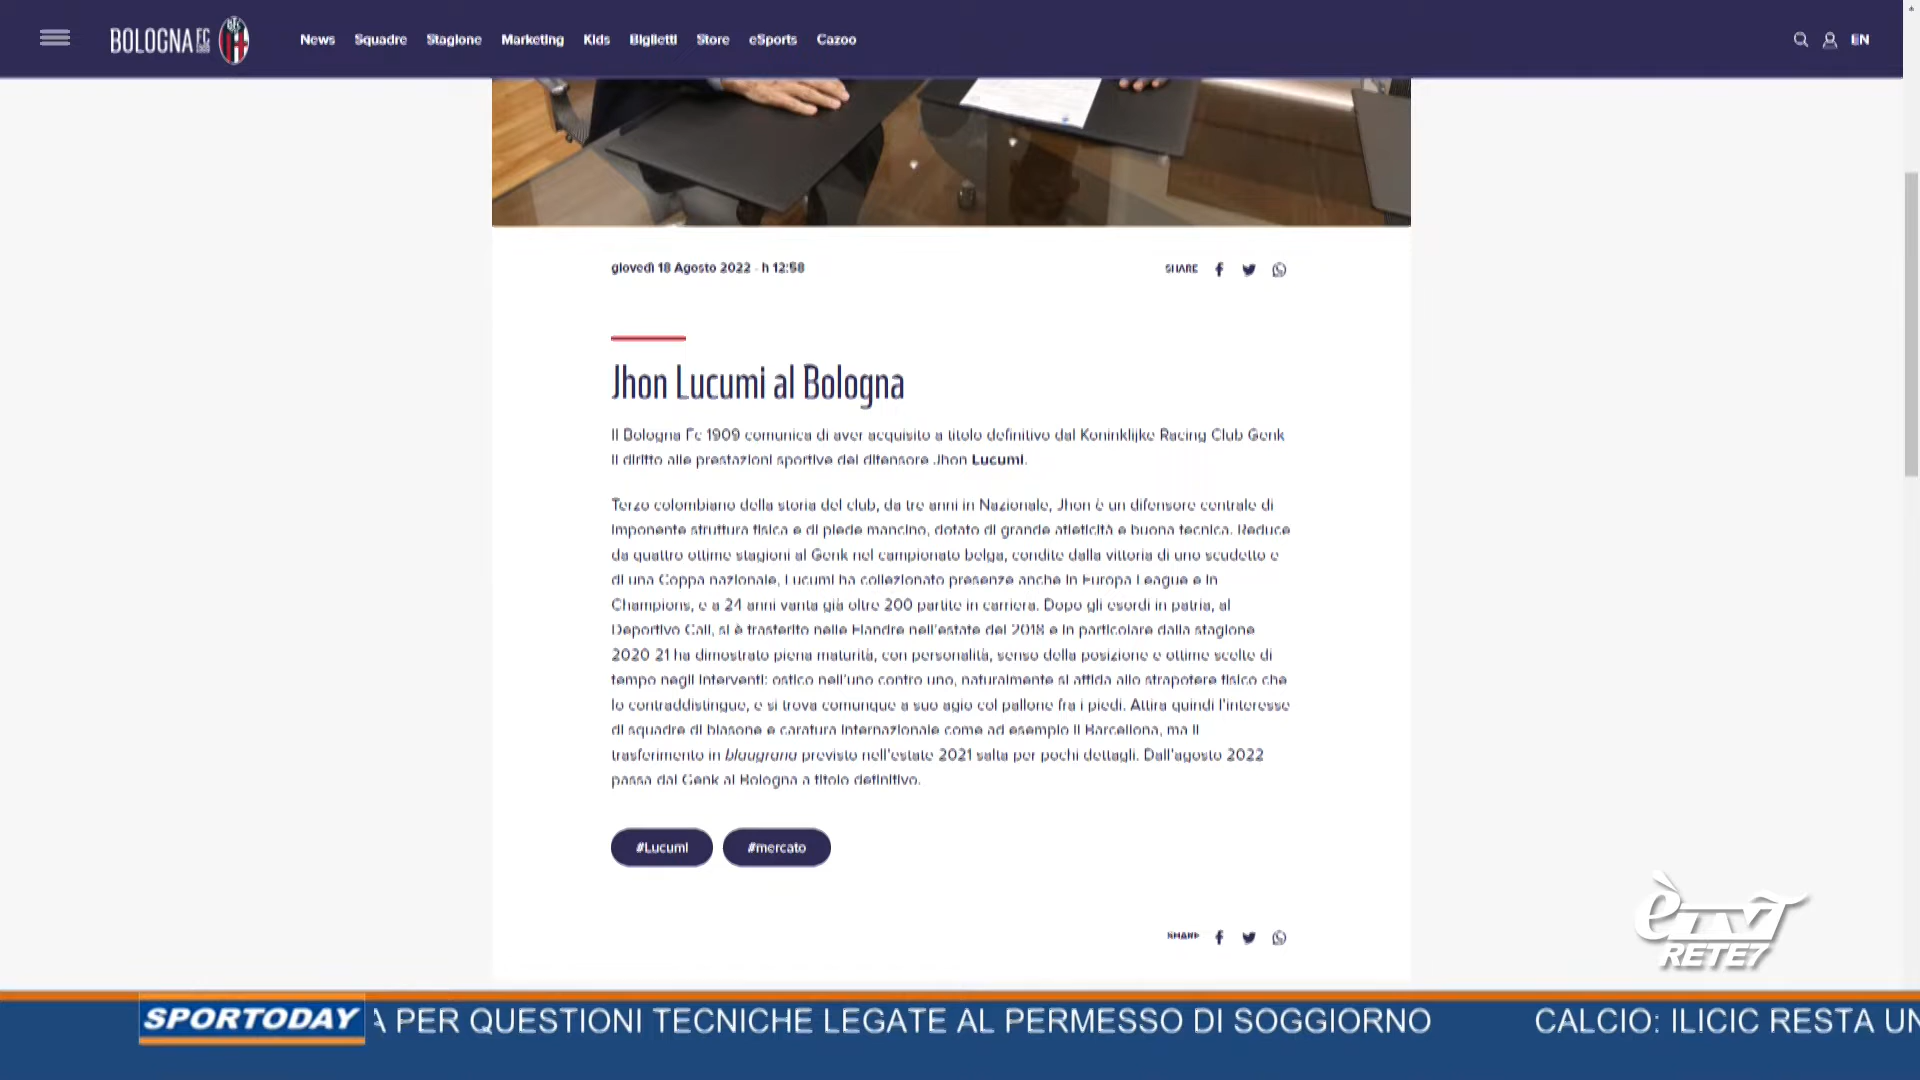 BOLOGNA FC
News Squadre Stagione Marketing Kids Biglietti Store eSports Cazoo
EN
giovedì 18 Agosto 2022 - h 12:58
SHARE
Jhon Lucumi al Bologna
Il Bologna Fc 1909 comunica di aver acquisito a titolo definitivo dal Koninklijke Racing Club Genk
il diritto alle prestazioni sportive del difensore Jhon Lucumi.
Terzo colombiano della storia del club, da tre anni in Nazionale, Jhon è un difensore centrale di
imponente struttura fisica e di piede mancino, dotato di grande atleticità e buona tecnica. Reduce
da quattro ottime stagioni al Genk nel campionato belga, condite dalla vittoria di uno scudetto e
di una Coppa nazionale, Lucumi ha collezionato presenze anche in Europa League e in
Champions, e a 24 anni vanta già oltre 200 partite in carriera. Dopo gli esordi in patria, al
Deportivo Cali, si è trasferito nelle Fiandre nell'estate del 2018 e in particolare dalla stagione
2020-21 ha dimostrato piena maturità, con personalità, senso della posizione e ottime scelte di
tempo negli interventi: ostico nell'uno contro uno, naturalmente si affida allo strapotere fisico che
lo contraddistingue, e si trova comunque a suo agio col pallone fra i piedi. Attira quindi l'interesse
di squadre di blasone e caratura internazionale come ad esempio il Barcellona, ma il
trasferimento in blaugrana previsto nell'estate 2021 salta per pochi dettagli. Dall'agosto 2022
passa dal Genk al Bologna a titolo definitivo.
#Lucumi #mercato
SHARE
è TV
RETE7
SPORTODAY A PER QUESTIONI TECNICHE LEGATE AL PERMESSO DI SOGGIORNO CALCIO: ILICIC RESTA UN